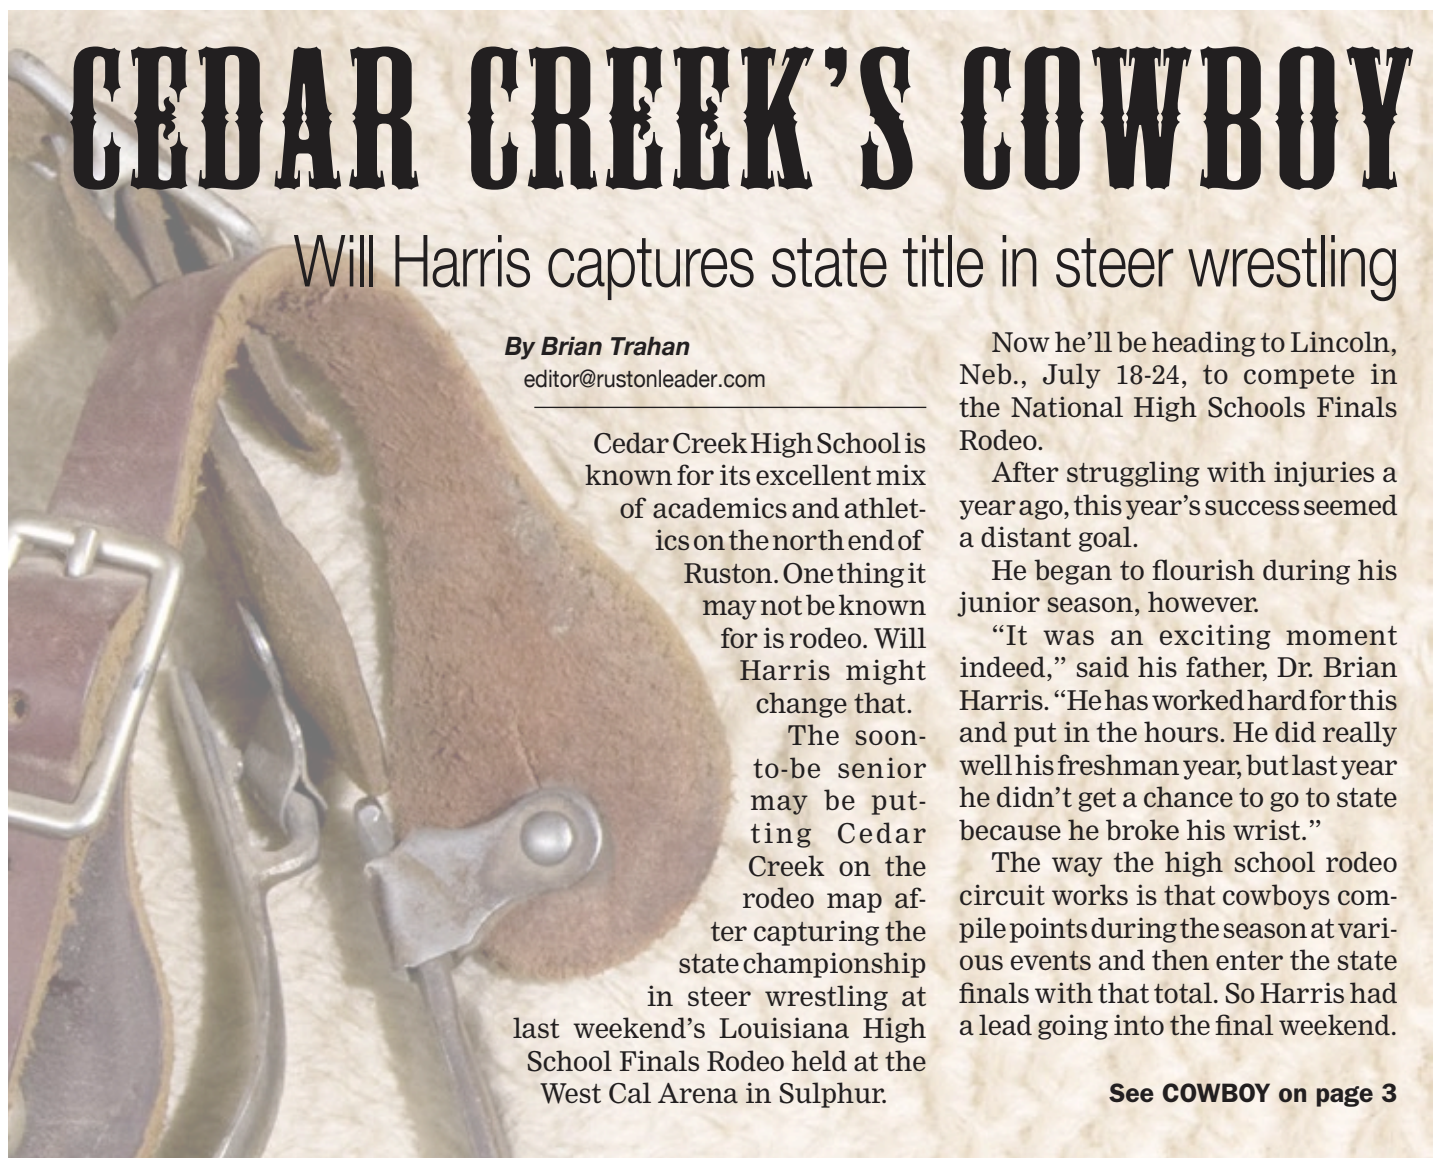 CEDAR CREEK'S COWBOY
Will Harris captures state title in steer wrestling
By Brian Trahan
editor@rustonleader.com
Cedar Creek High School is
known for its excellent mix
of academics and athlet-
ics on the north end of
Ruston. One thing it
may not be known
for is rodeo. Will
Harris might
change that.
The soon-
to-be senior
may be put-
ting Cedar
Creek on the
rodeo map af-
ter capturing the
state championship
in steer wrestling at
last weekend's Louisiana High
School Finals Rodeo held at the
West Cal Arena in Sulphur.
Now he'll be heading to Lincoln,
Neb., July 18-24, to compete in
the National High Schools Finals
Rodeo.
After struggling with injuries a
year ago, this year's success seemed
a distant goal.
He began to flourish during his
junior season, however.
“It was an exciting moment
indeed,” said his father, Dr. Brian
Harris. “He has worked hard for this
and put in the hours. He did really
well his freshman year, but last year
he didn't get a chance to go to state
because he broke his wrist.”
The way the high school rodeo
circuit works is that cowboys com-
pile points during the season at vari-
ous events and then enter the state
finals with that total. So Harris had
a lead going into the final weekend.
See COWBOY on page 3